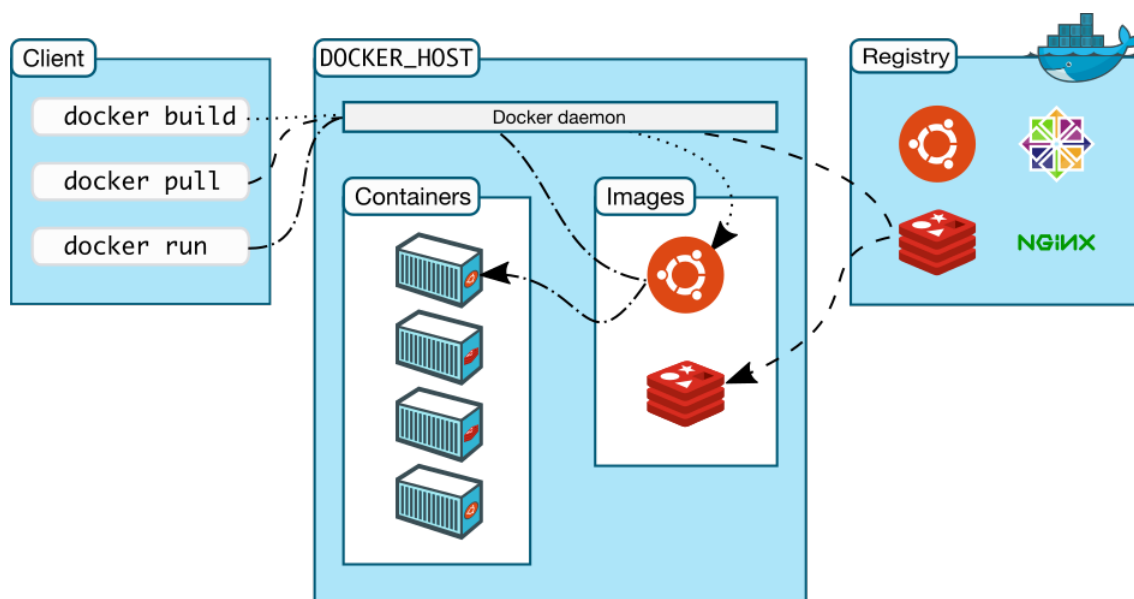 Client
docker build
docker pull
docker run
DOCKER_HOST
Docker daemon
Containers
Images
Registry
NGiNX